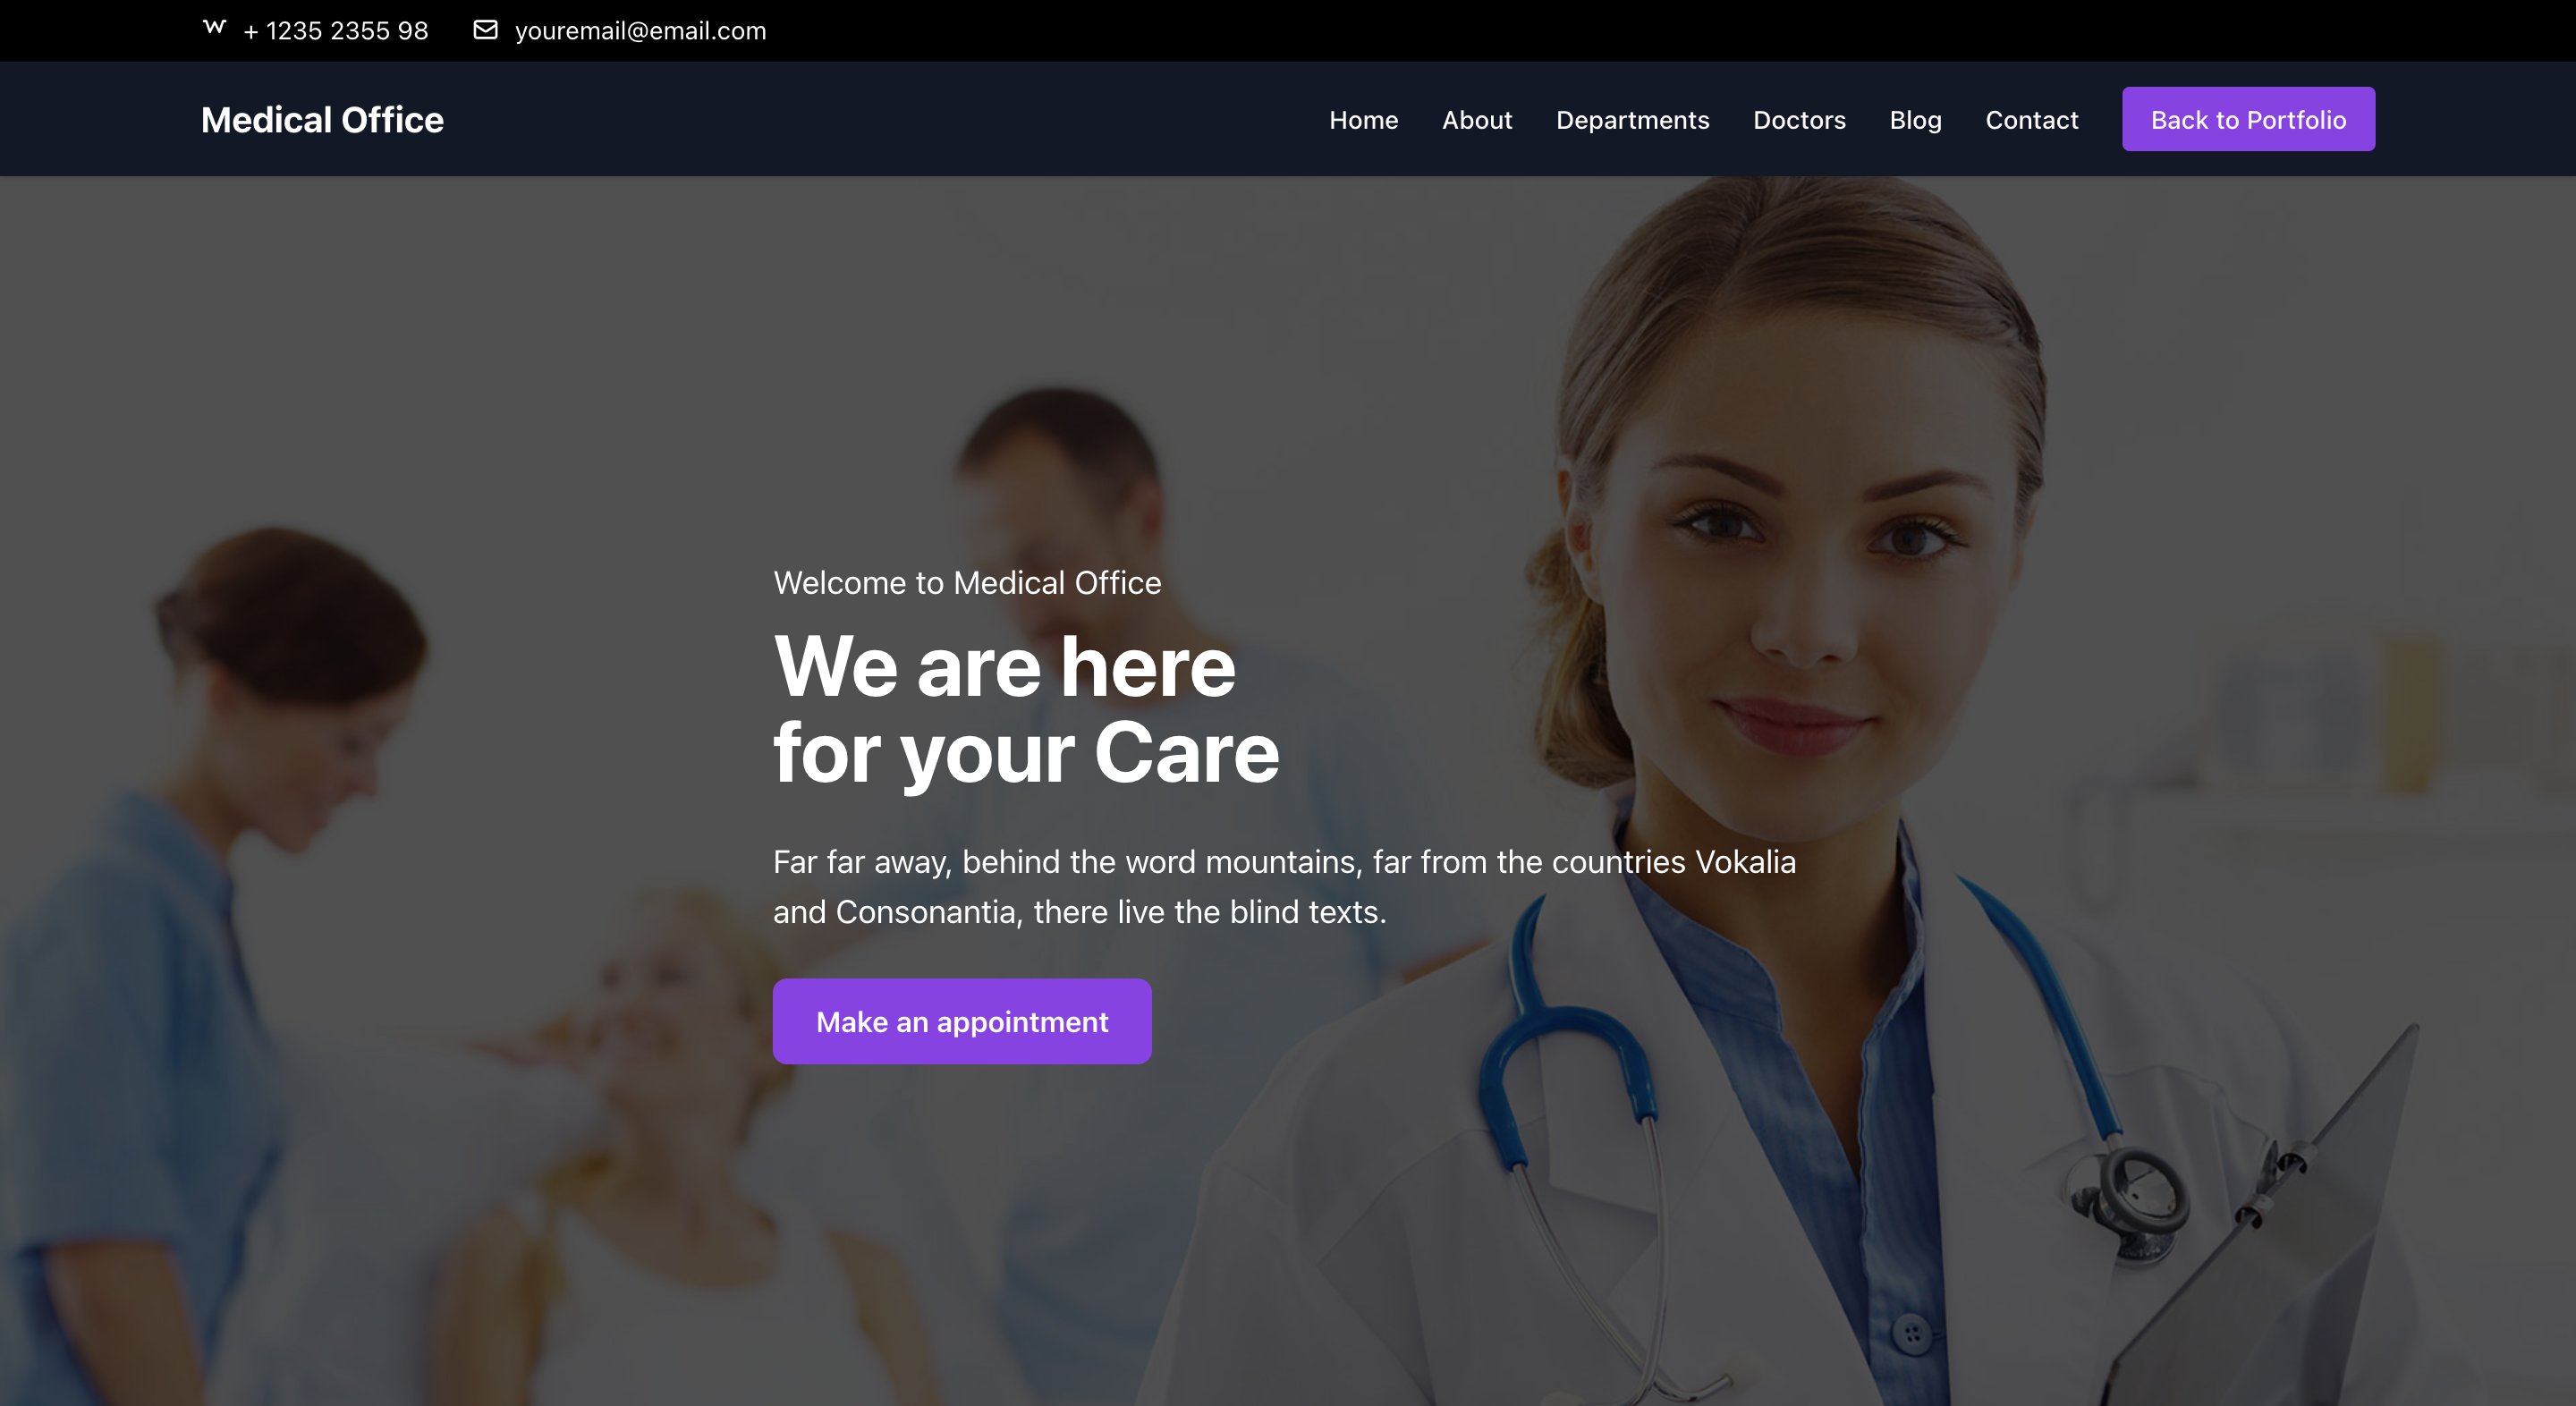 + 1235 2355 98
youremail@email.com
Medical Office
Home
About
Departments
Doctors
Blog
Contact
Back to Portfolio
Welcome to Medical Office
We are here
for your Care
Far far away, behind the word mountains, far from the countries Vokalia
and Consonantia, there live the blind texts.
Make an appointment